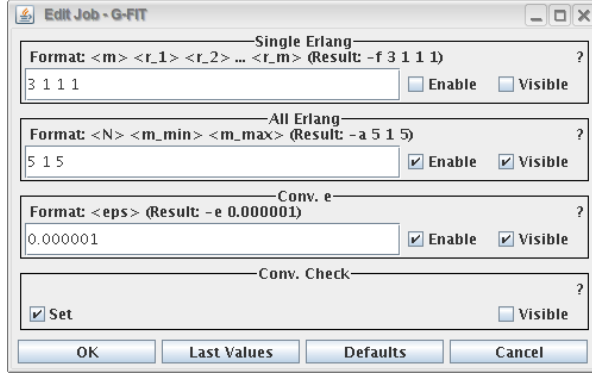 Edit Job - G-FIT
Single Erlang
Format: <m> <r_1> <r_2> ... <r_m> (Result: -f 3 1 1 1) ?
3 1 1 1 Enable Visible
All Erlang
Format: <N> <m_min> <m_max> (Result: -a 5 1 5) ?
5 1 5 Enable Visible
Conv. e
Format: <eps> (Result: -e 0.000001) ?
0.000001 Enable Visible
Conv. Check
?
Set Visible
OK Last Values Defaults Cancel